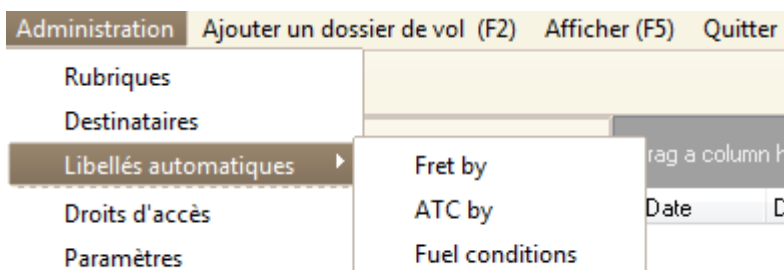 Administration Ajouter un dossier de vol (F2) Afficher (F5) Quitter
Rubriques
Destinataires
Libellés automatiques
Droits d'accès
Paramètres
Fret by
ATC by
Fuel conditions
rag a column
Date